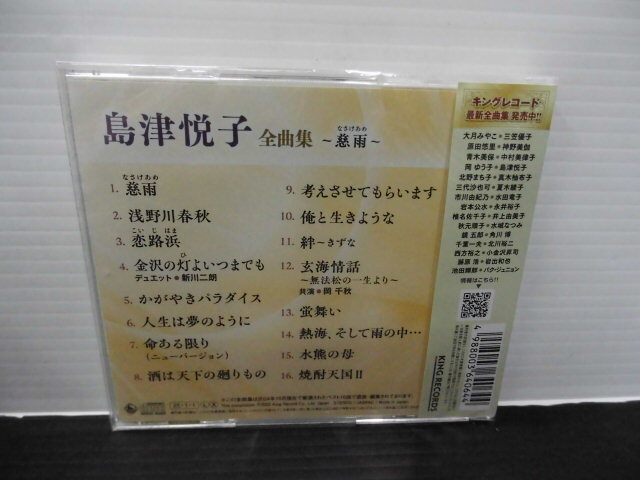 島津悦子 全曲集 ～慈雨～
なさけあめ
なさけあめ
1. 慈雨
2. 浅野川春秋
こいじはま
3. 恋路浜
ひ
4. 金沢の灯よいつまでも
デュエット●新川二朗
5. かがやきパラダイス
6. 人生は夢のように
7. 命ある限り
(ニューバージョン)
8. 酒は天下の廻りもの
9. 考えさせてもらいます
10. 俺と生きような
11. 絆～きずな
12. 玄海情話
～無法松の一生より～
共演●岡 千秋
13. 蛍舞い
14. 熱海、そして雨の中…
15. 水熊の母
16. 焼酎天国II
キングレコード
最新全曲集 発売中!!
大月みやこ●三笠優子
原田悠里●神野美伽
青木美保●中村美律子
岡 ゆう子●島津悦子
北野まち子●真木柚布子
三代沙也可●夏木綾子
市川由紀乃●水田竜子
岩本公水●永井裕子
椎名佐千子●井上由美子
秋元順子●水城なつみ
鏡 五郎●角川 博
千葉一夫●北川裕二
西方裕之●小金沢昇司
藤原 浩●岩出和也
池田輝郎●パク・ジュニョン
情報はこちら!!
4988003640644
KING RECORDS